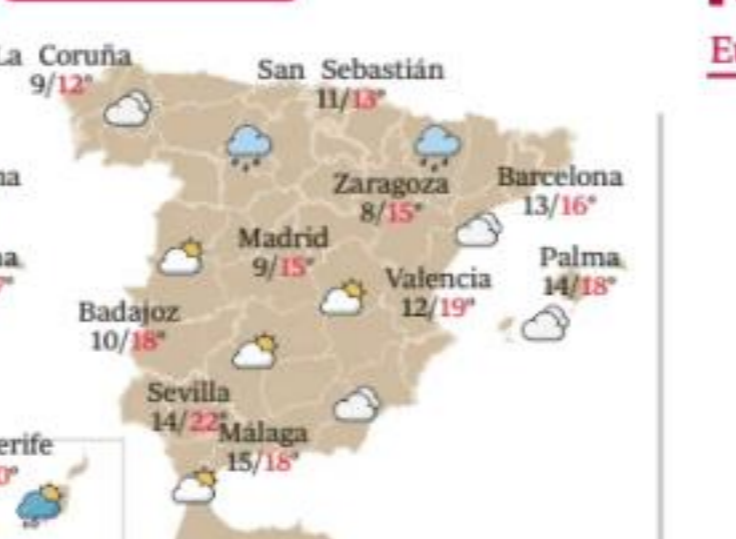 La Coruña
9/12°
San Sebastián
11/13°
Zaragoza
8/15°
Barcelona
13/16°
Madrid
9/15°
Palma
14/18°
Valencia
12/19°
Badajoz
10/18°
Sevilla
14/22°
Málaga
15/18°